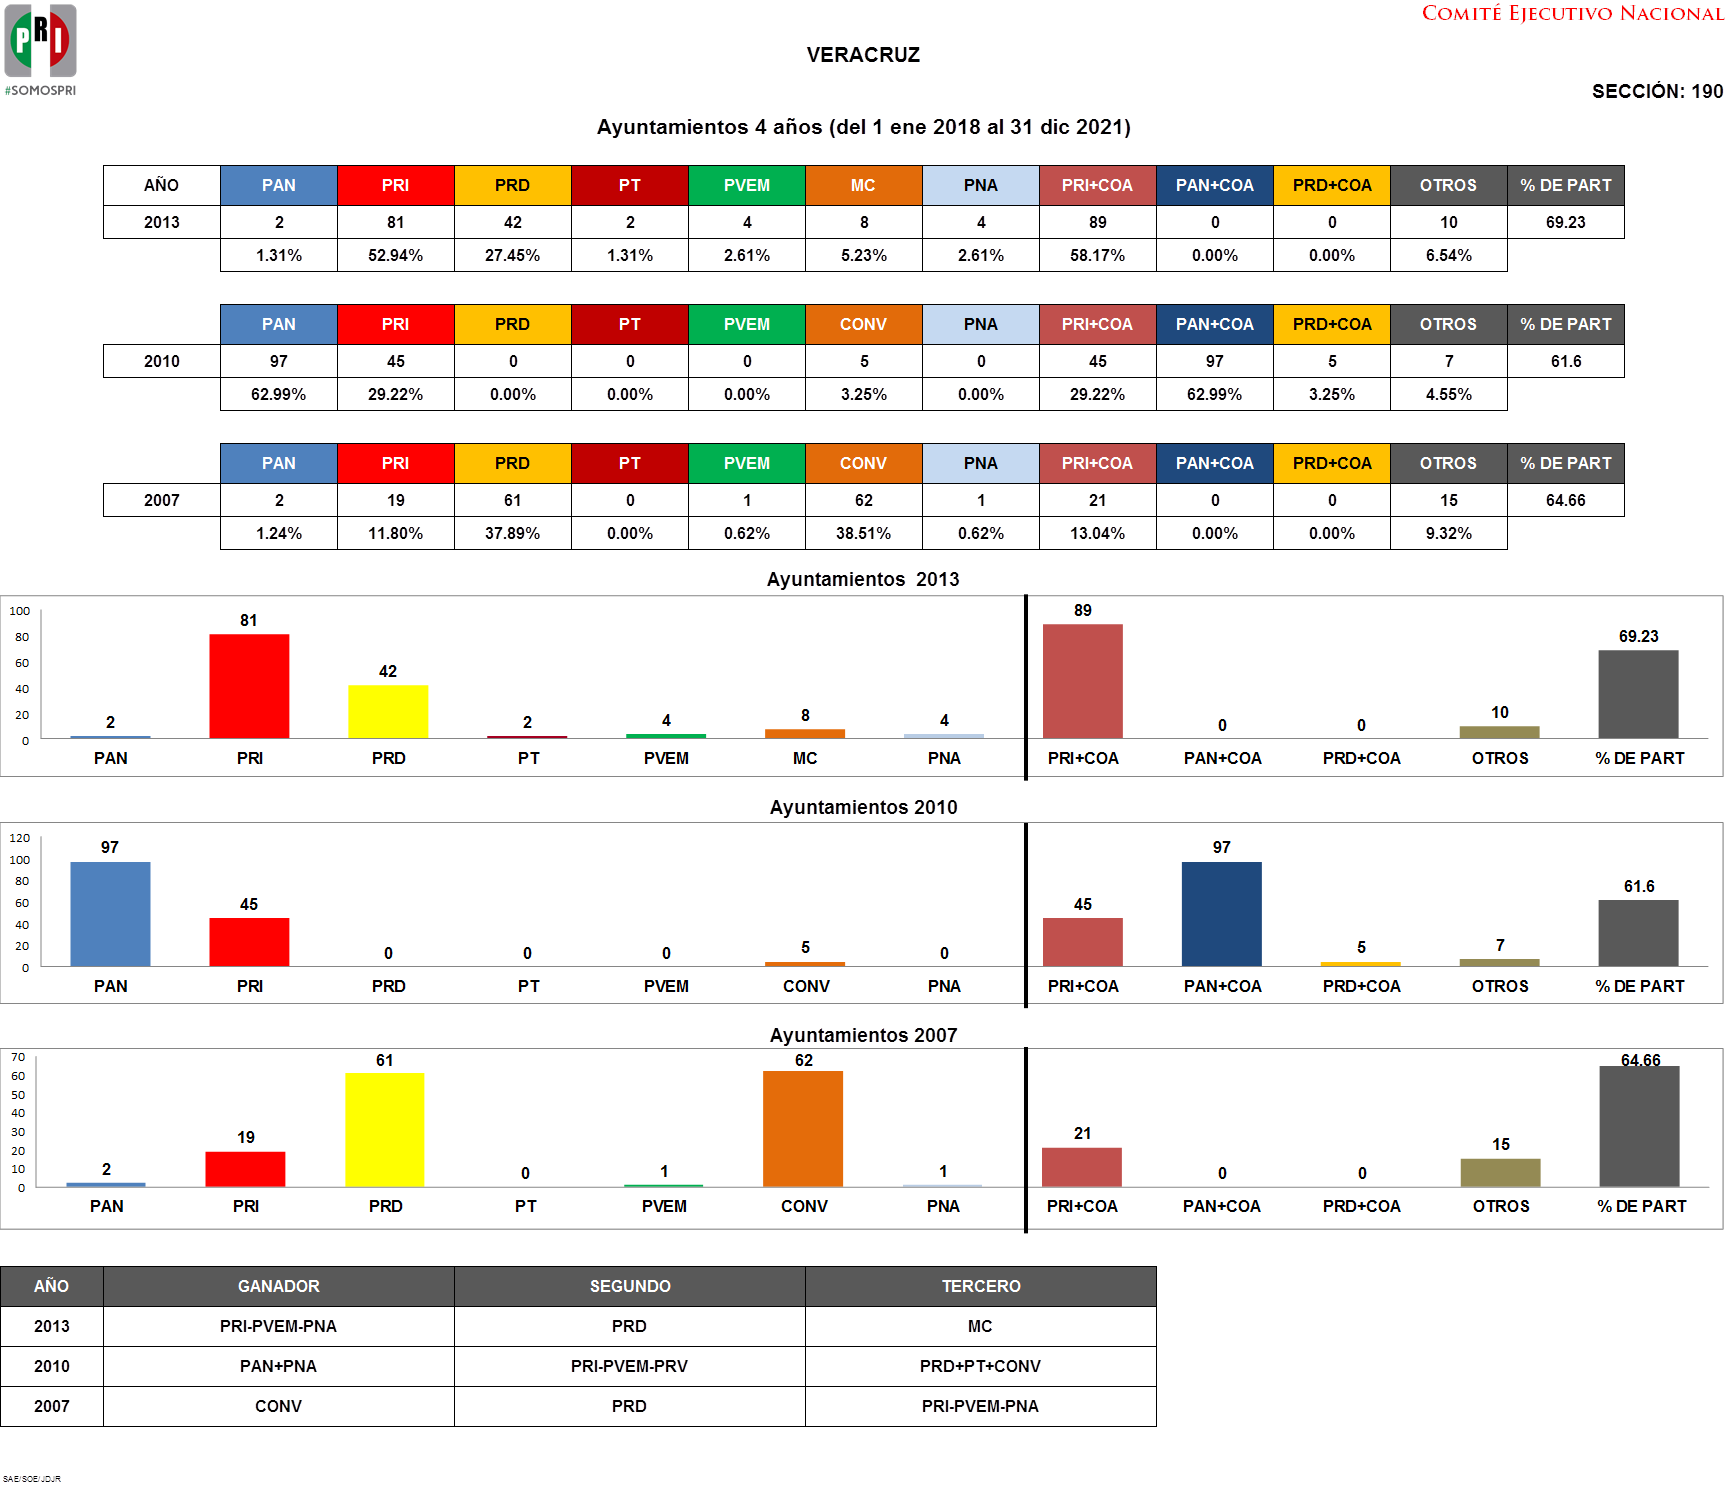 PRI
#SOMOSPRI
COMITÉ EJECUTIVO NACIONAL
VERACRUZ
SECCIÓN: 190
Ayuntamientos 4 años (del 1 ene 2018 al 31 dic 2021)
AÑO PAN PRI PRD PT PVEM MC PNA PRI+COA PAN+COA PRD+COA OTROS % DE PART
2013 2 81 42 2 4 8 4 89 0 0 10 69.23
1.31% 52.94% 27.45% 1.31% 2.61% 5.23% 2.61% 58.17% 0.00% 0.00% 6.54%
PAN PRI PRD PT PVEM CONV PNA PRI+COA PAN+COA PRD+COA OTROS % DE PART
2010 97 45 0 0 0 5 0 45 97 5 7 61.6
62.99% 29.22% 0.00% 0.00% 0.00% 3.25% 0.00% 29.22% 62.99% 3.25% 4.55%
PAN PRI PRD PT PVEM CONV PNA PRI+COA PAN+COA PRD+COA OTROS % DE PART
2007 2 19 61 0 1 62 1 21 0 0 15 64.66
1.24% 11.80% 37.89% 0.00% 0.62% 38.51% 0.62% 13.04% 0.00% 0.00% 9.32%
Ayuntamientos 2013
100
80
60
40
20
0
2 81 42 2 4 8 4 89 0 0 10 69.23
PAN PRI PRD PT PVEM MC PNA PRI+COA PAN+COA PRD+COA OTROS % DE PART
Ayuntamientos 2010
120
100
80
60
40
20
0
97 45 0 0 0 5 0 45 97 5 7 61.6
PAN PRI PRD PT PVEM CONV PNA PRI+COA PAN+COA PRD+COA OTROS % DE PART
Ayuntamientos 2007
70
60
50
40
30
20
10
0
2 19 61 0 1 62 1 21 0 0 15 64.66
PAN PRI PRD PT PVEM CONV PNA PRI+COA PAN+COA PRD+COA OTROS % DE PART
AÑO GANADOR SEGUNDO TERCERO
2013 PRI-PVEM-PNA PRD MC
2010 PAN+PNA PRI-PVEM-PRV PRD+PT+CONV
2007 CONV PRD PRI-PVEM-PNA
SAE/SOE/JDJR